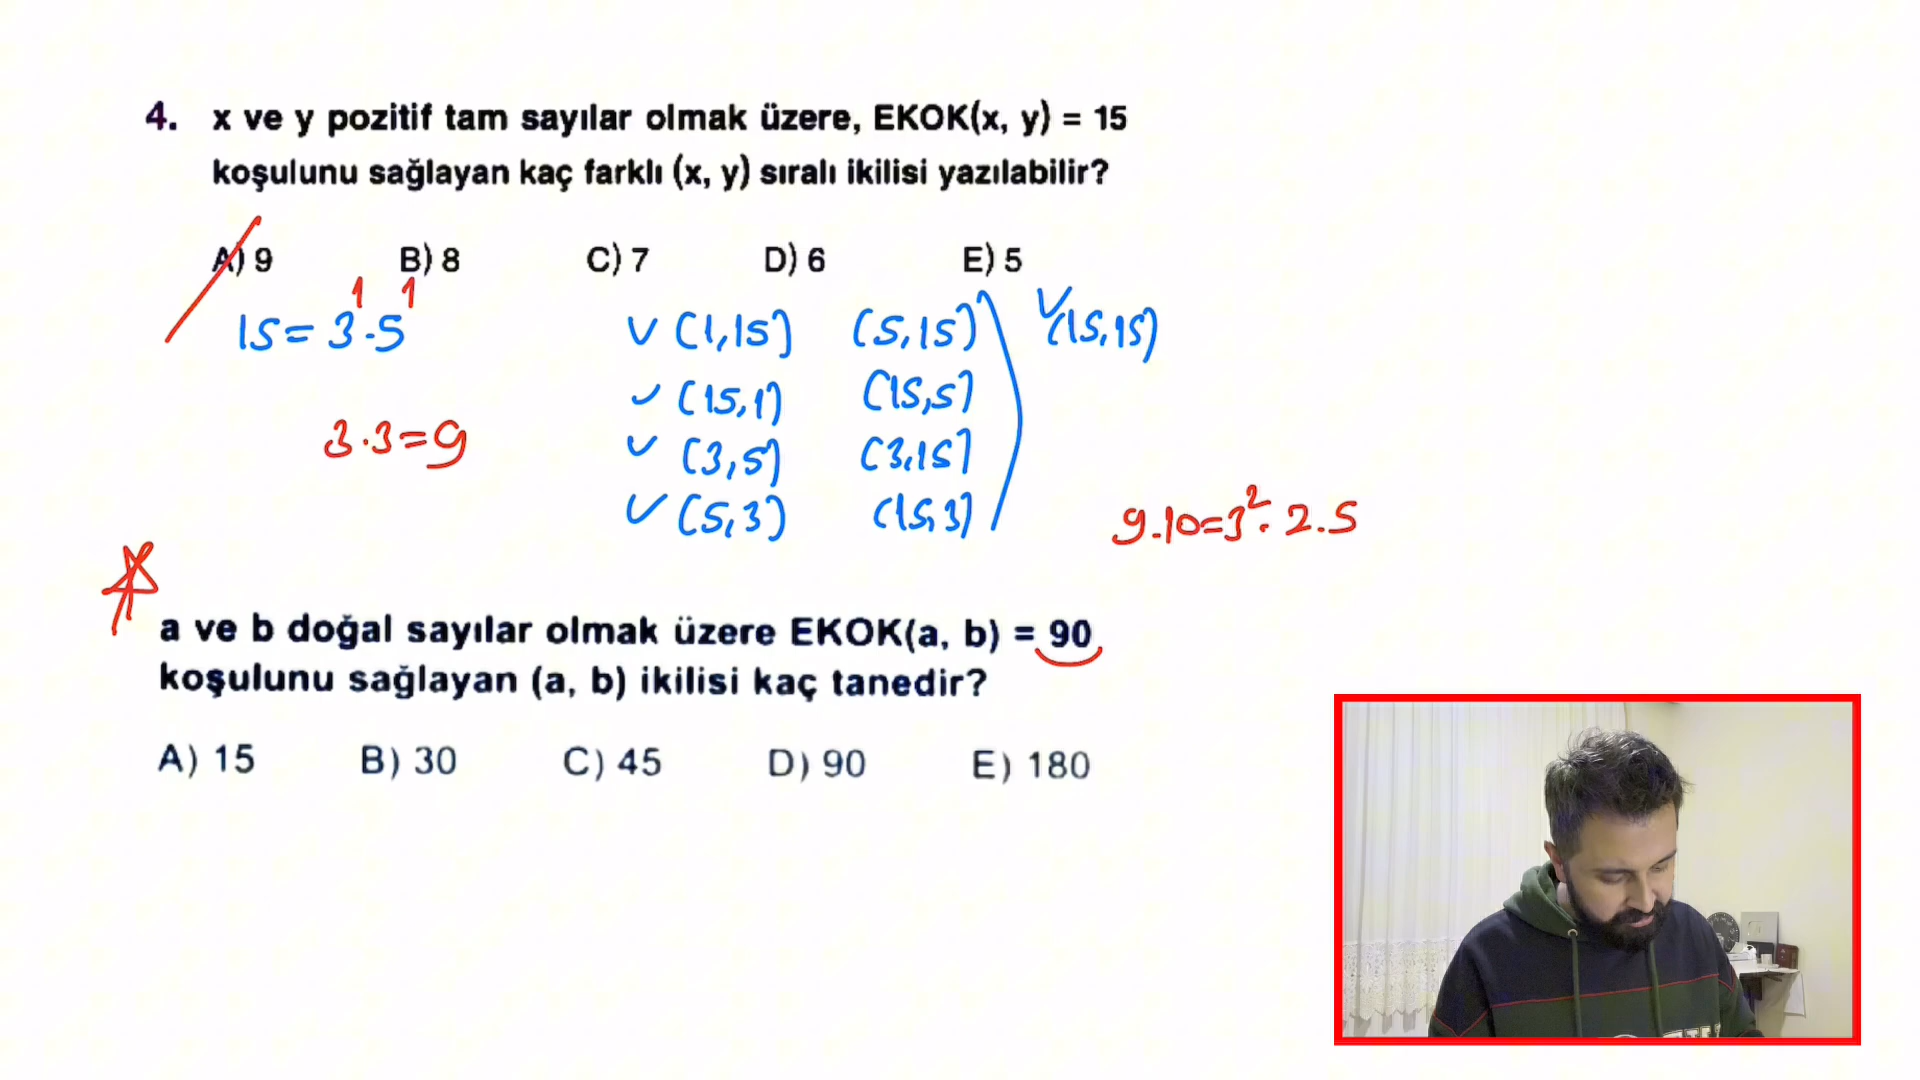 4. x ve y pozitif tam sayılar olmak üzere, EKOK(x, y) = 15
koşulunu sağlayan kaç farklı (x, y) sıralı ikilisi yazılabilir?
A) 9 B) 8 C) 7 D) 6 E) 5
15 = 3¹·5¹
3·3=9
(1,15) (5,15) (15,15)
(15,1) (15,5)
(3,5) (3,15)
(5,3) (15,3)
9·10=3²·2·5
a ve b doğal sayılar olmak üzere EKOK(a, b) = 90
koşulunu sağlayan (a, b) ikilisi kaç tanedir?
A) 15 B) 30 C) 45 D) 90 E) 180